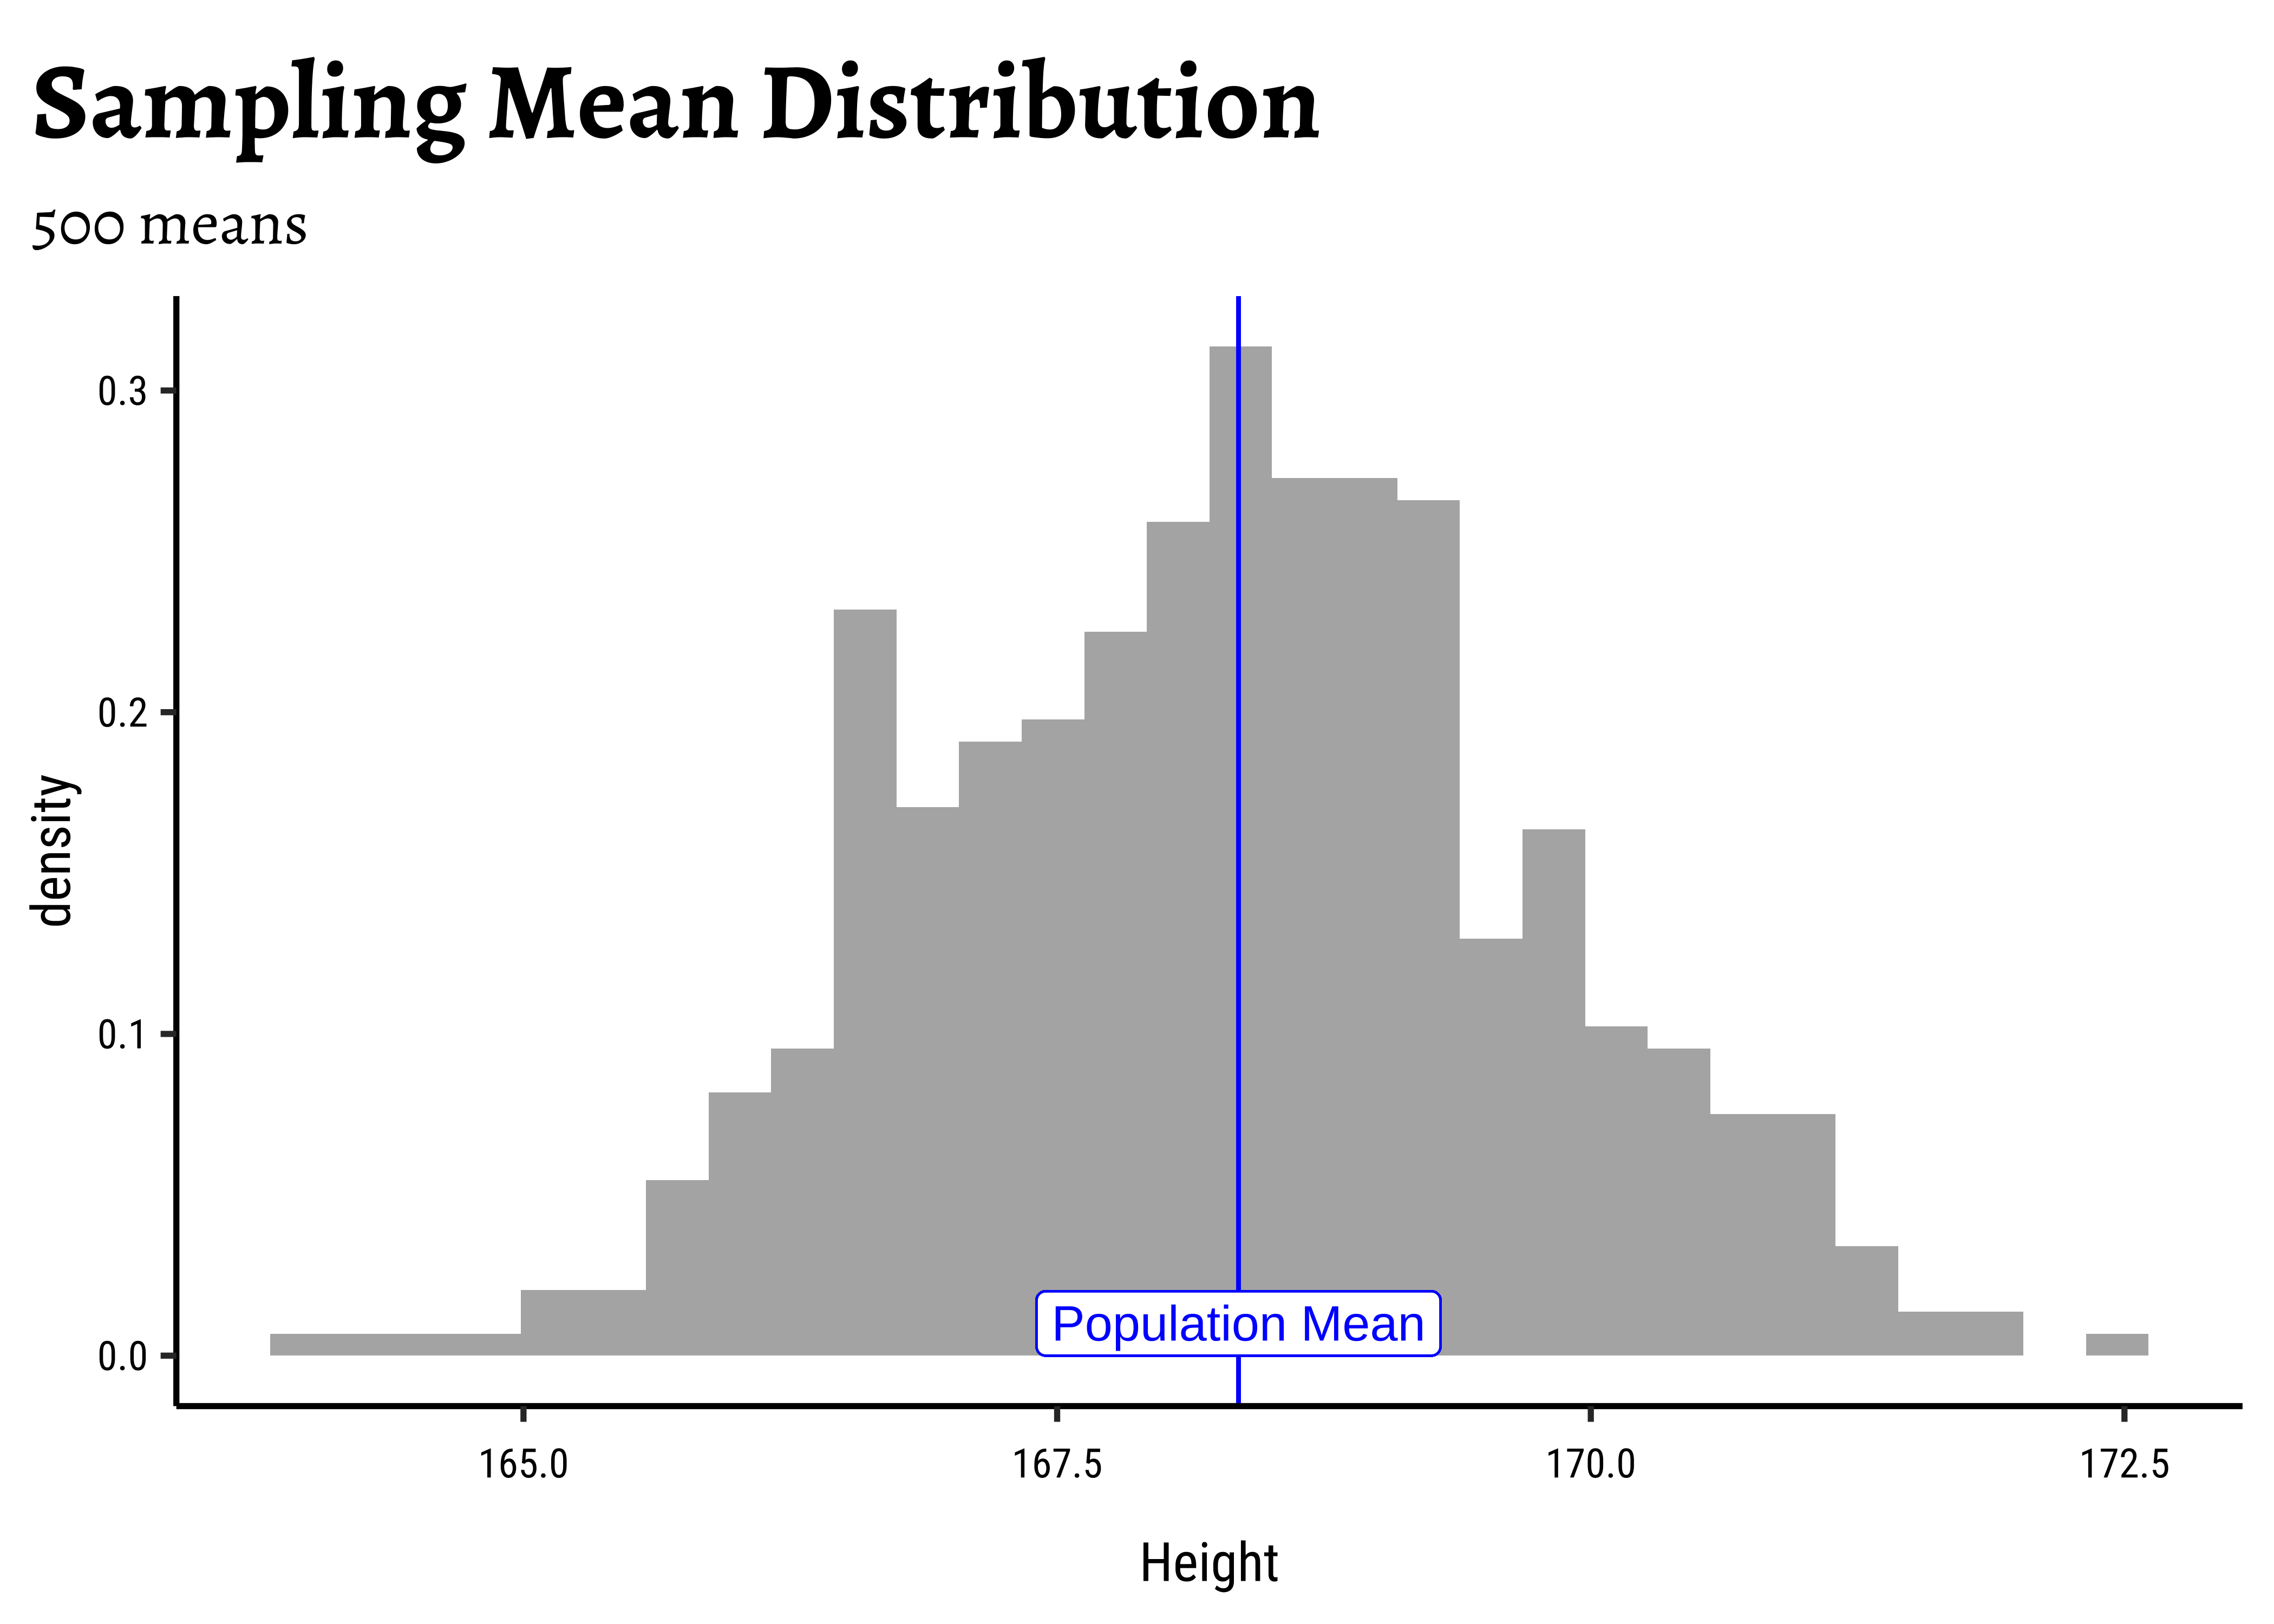 Sampling Mean Distribution
500 means
0.3
0.2
0.1
0.0
density
Population Mean
165.0 167.5 170.0 172.5
Height